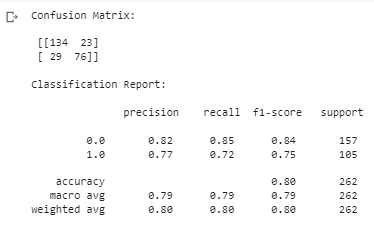 Confusion Matrix:
[[134 23]
[ 29 76]]
Classification Report:
precision recall f1-score support
0.0 0.82 0.85 0.84 157
1.0 0.77 0.72 0.75 105
accuracy 0.80 262
macro avg 0.79 0.79 0.79 262
weighted avg 0.80 0.80 0.80 262